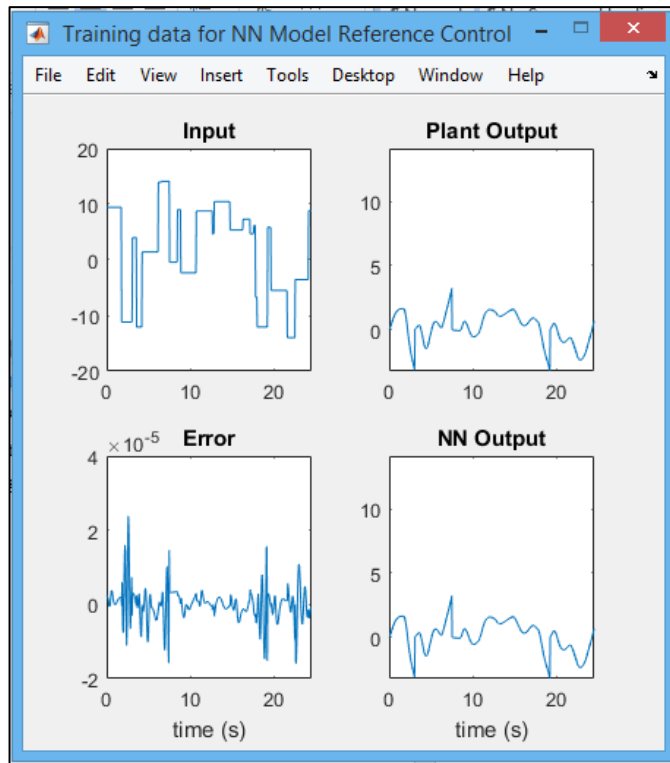 Training data for NN Model Reference Control
File Edit View Insert Tools Desktop Window Help
Input
20
10
0
-10
-20
0 10 20
Plant Output
10
5
0
0 20
Error
×10-5
4
2
0
-2
0 10 20
time (s)
NN Output
10
5
0
0 20
time (s)